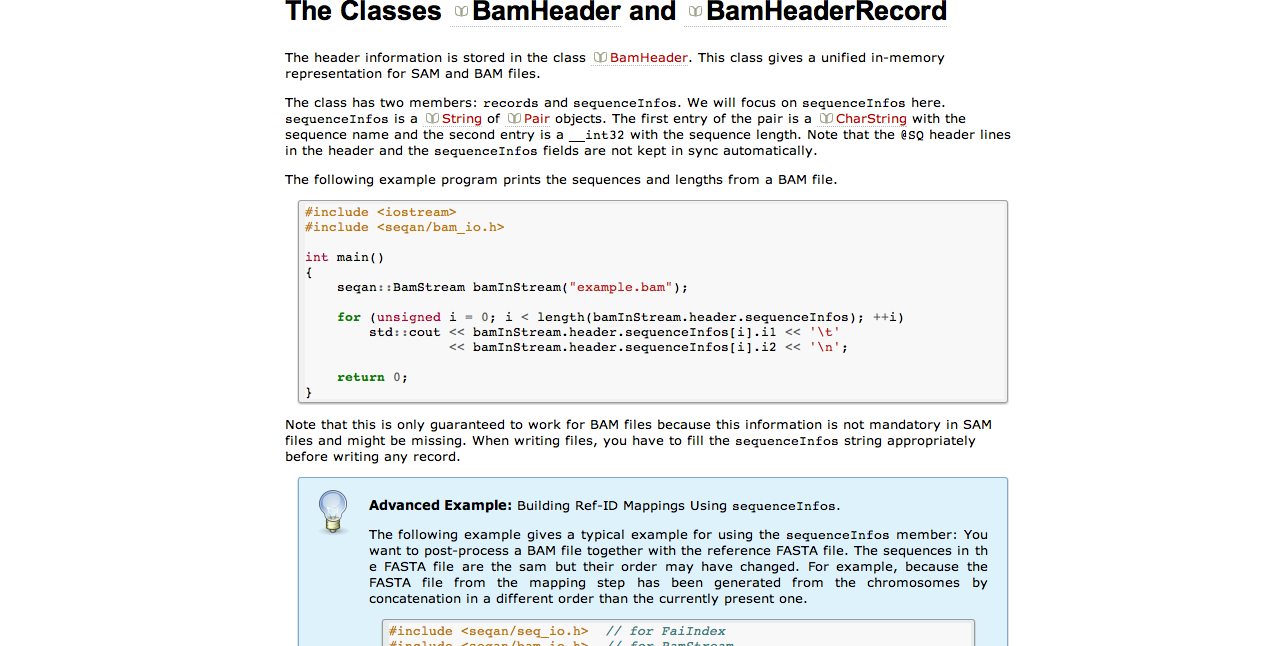 The Classes BamHeader and BamHeaderRecord
The header information is stored in the class BamHeader. This class gives a unified in-memory
representation for SAM and BAM files.
The class has two members: records and sequenceInfos. We will focus on sequenceInfos here.
sequenceInfos is a String of Pair objects. The first entry of the pair is a CharString with the
sequence name and the second entry is a __int32 with the sequence length. Note that the @SQ header lines
in the header and the sequenceInfos fields are not kept in sync automatically.
The following example program prints the sequences and lengths from a BAM file.
#include <iostream>
#include <seqan/bam_io.h>
int main()
{
    seqan::BamStream bamInStream("example.bam");
    for (unsigned i = 0; i < length(bamInStream.header.sequenceInfos); ++i)
        std::cout << bamInStream.header.sequenceInfos[i].i1 << '\t'
                  << bamInStream.header.sequenceInfos[i].i2 << '\n';
    return 0;
}
Note that this is only guaranteed to work for BAM files because this information is not mandatory in SAM
files and might be missing. When writing files, you have to fill the sequenceInfos string appropriately
before writing any record.
Advanced Example: Building Ref-ID Mappings Using sequenceInfos.
The following example gives a typical example for using the sequenceInfos member: You
want to post-process a BAM file together with the reference FASTA file. The sequences in th
e FASTA file are the sam but their order may have changed. For example, because the
FASTA file from the mapping step has been generated from the chromosomes by
concatenation in a different order than the currently present one.
#include <seqan/seq_io.h>  // for FaiIndex
#include <seqan/bam_io.h>  // for BamStream